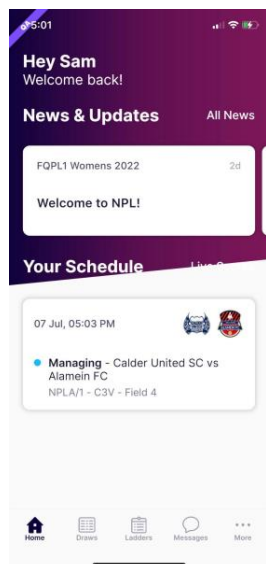 5:01
Hey Sam
Welcome back!
News & Updates All News
FQPL1 Womens 2022 2d
Welcome to NPL!
Your Schedule
07 Jul, 05:03 PM
Managing - Calder United SC vs
Alamein FC
NPLA/1 - C3V - Field 4
Home Draws Ladders Messages More